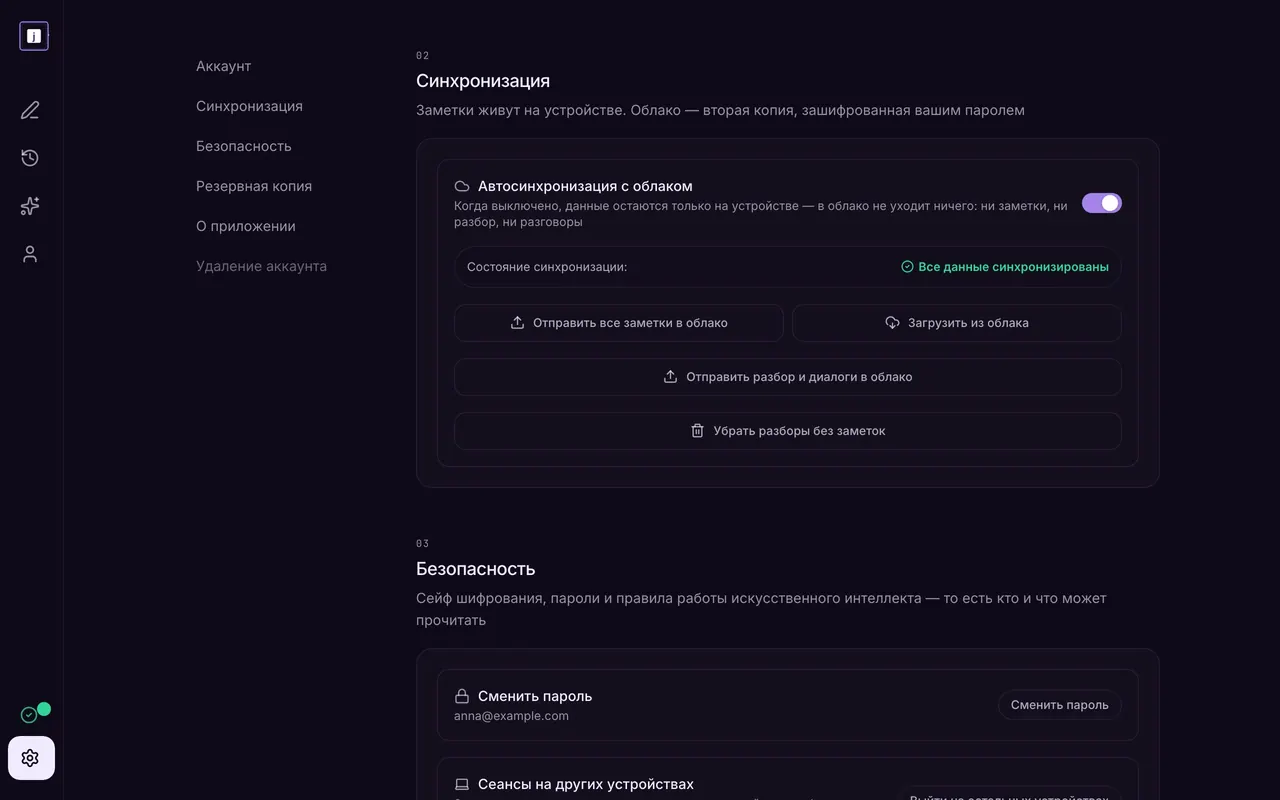 j
Аккаунт
Синхронизация
Безопасность
Резервная копия
О приложении
Удаление аккаунта
02
Синхронизация
Заметки живут на устройстве. Облако — вторая копия, зашифрованная вашим паролем
Автосинхронизация с облаком
Когда выключено, данные остаются только на устройстве — в облако не уходит ничего: ни заметки, ни
разбор, ни разговоры
Состояние синхронизации:
Все данные синхронизированы
Отправить все заметки в облако
Загрузить из облака
Отправить разбор и диалоги в облако
Убрать разборы без заметок
03
Безопасность
Сейф шифрования, пароли и правила работы искусственного интеллекта — то есть кто и что может
прочитать
Сменить пароль
anna@example.com
Сменить пароль
Сеансы на других устройствах